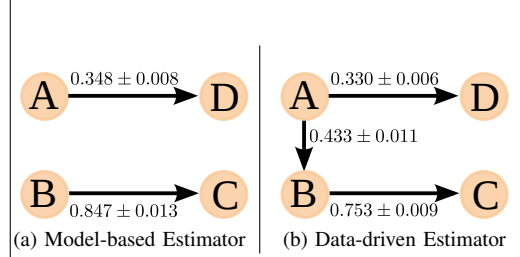 0.348 ± 0.008
A D
0.847 ± 0.013
B C
(a) Model-based Estimator
0.330 ± 0.006
A D
0.433 ± 0.011
B C
0.753 ± 0.009
(b) Data-driven Estimator